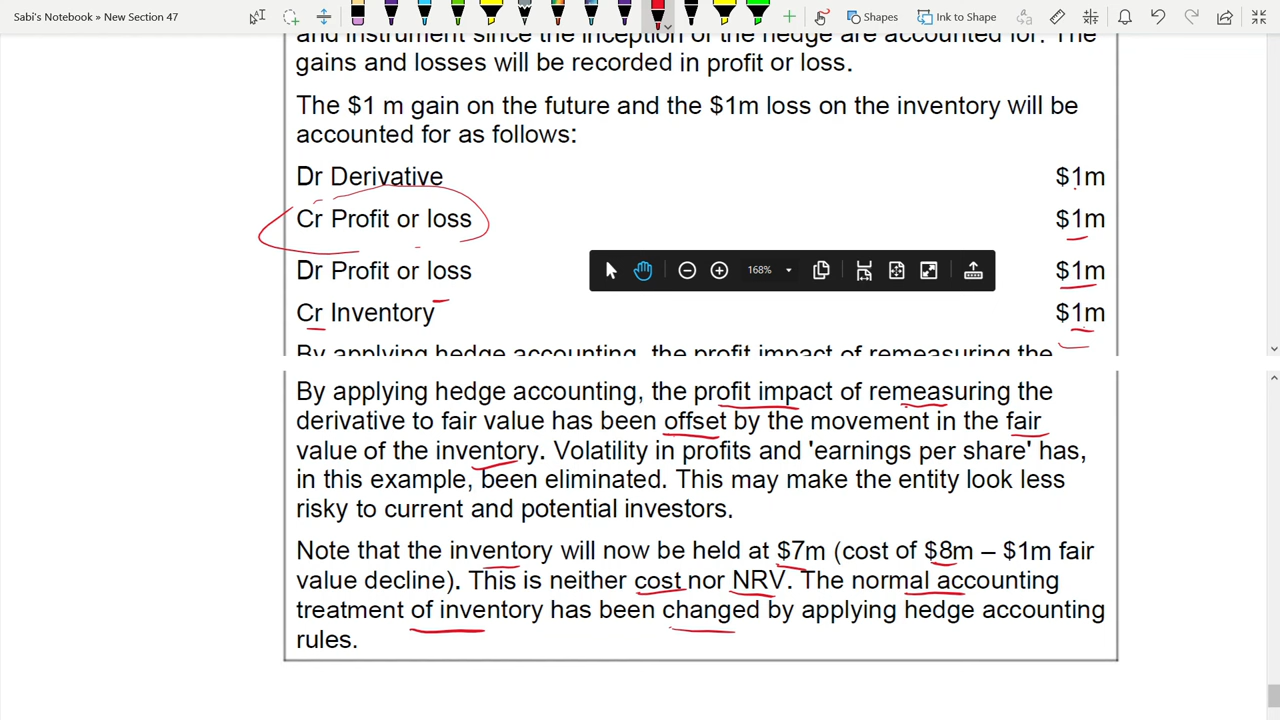 Sabi's Notebook » New Section 47
Shapes
Ink to Shape
and instrument since the inception of the hedge are accounted for. The
gains and losses will be recorded in profit or loss.
The $1 m gain on the future and the $1m loss on the inventory will be
accounted for as follows:
Dr Derivative $1m
Cr Profit or loss $1m
168%
Dr Profit or loss $1m
Cr Inventory $1m
By applying hedge accounting, the profit impact of remeasuring the
By applying hedge accounting, the profit impact of remeasuring the
derivative to fair value has been offset by the movement in the fair
value of the inventory. Volatility in profits and 'earnings per share' has,
in this example, been eliminated. This may make the entity look less
risky to current and potential investors.
Note that the inventory will now be held at $7m (cost of $8m – $1m fair
value decline). This is neither cost nor NRV. The normal accounting
treatment of inventory has been changed by applying hedge accounting
rules.